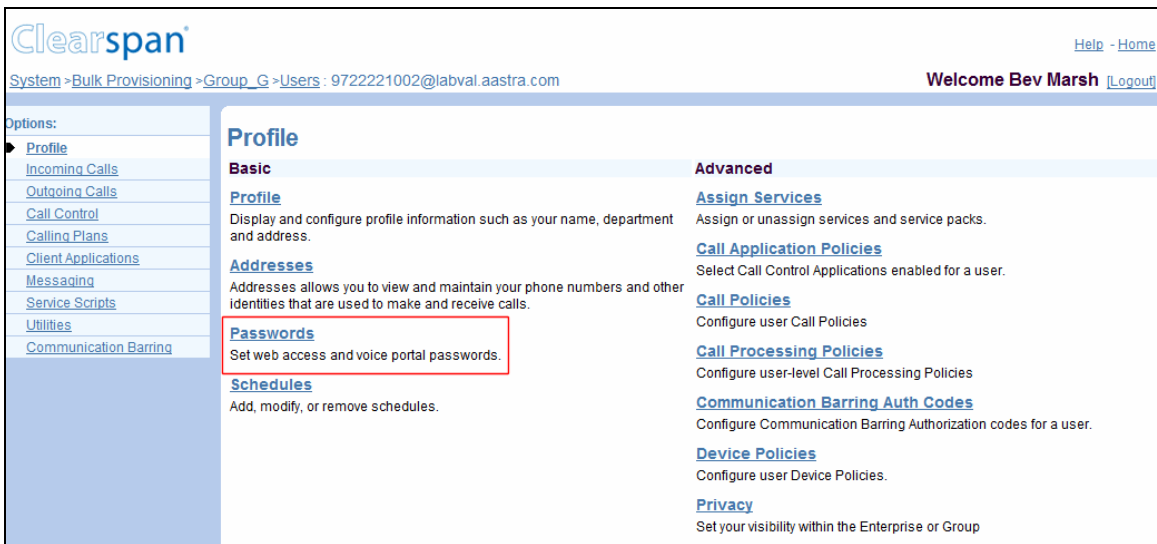 Clearspan
Help - Home
System >Bulk Provisioning >Group_G >Users : 9722221002@labval.aastra.com
Welcome Bev Marsh [Logout]
Options:
Profile
Incoming Calls
Outgoing Calls
Call Control
Calling Plans
Client Applications
Messaging
Service Scripts
Utilities
Communication Barring
Profile
Basic
Profile
Display and configure profile information such as your name, department
and address.
Addresses
Addresses allows you to view and maintain your phone numbers and other
identities that are used to make and receive calls.
Passwords
Set web access and voice portal passwords.
Schedules
Add, modify, or remove schedules.
Advanced
Assign Services
Assign or unassign services and service packs.
Call Application Policies
Select Call Control Applications enabled for a user.
Call Policies
Configure user Call Policies
Call Processing Policies
Configure user-level Call Processing Policies
Communication Barring Auth Codes
Configure Communication Barring Authorization codes for a user.
Device Policies
Configure user Device Policies.
Privacy
Set your visibility within the Enterprise or Group